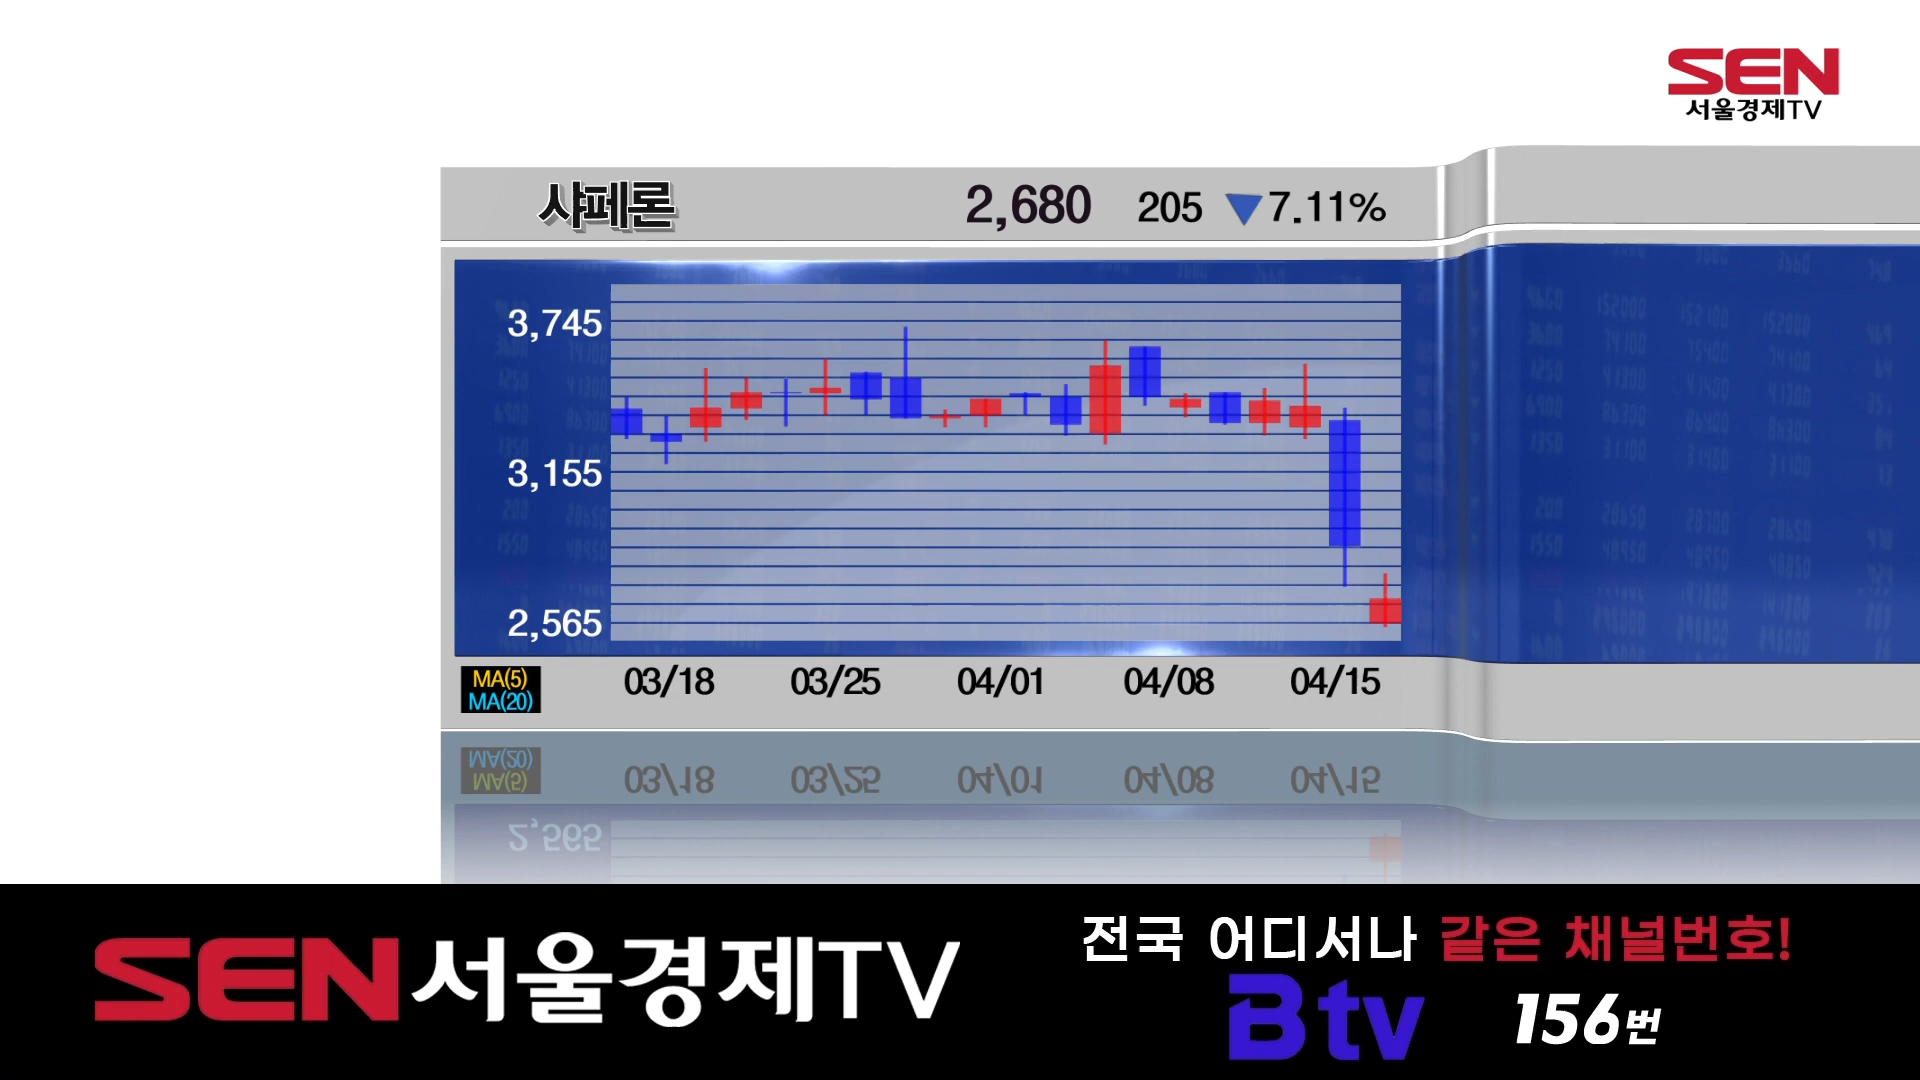 SEN
서울경제TV
샤페론 2,680 205 ▼7.11%
3,745
3,155
2,565
MA(5)
MA(20)
03/18 03/25 04/01 04/08 04/15
SEN서울경제TV
전국 어디서나 같은 채널번호!
B tv 156번